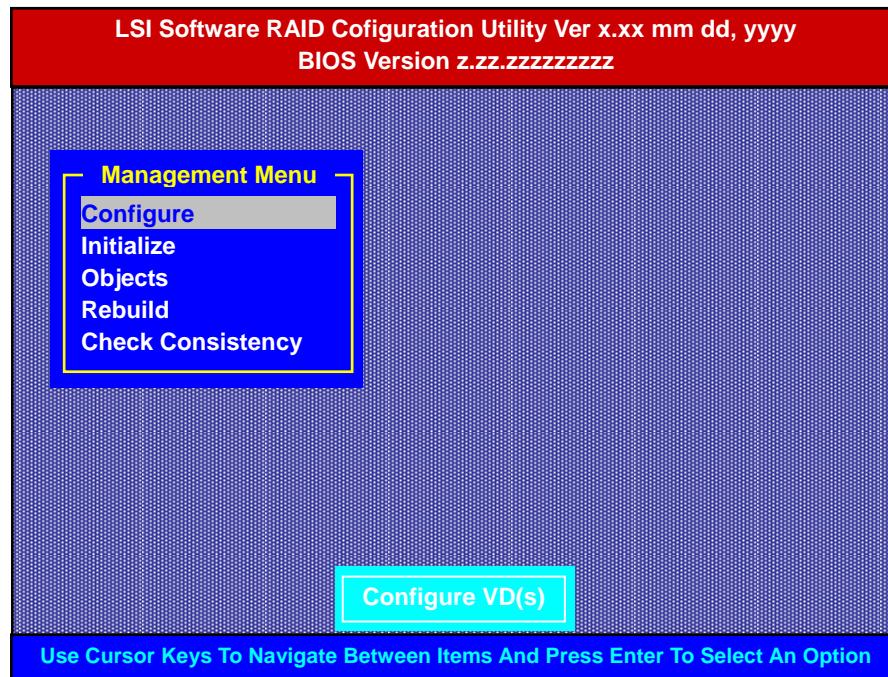 LSI Software RAID Cofiguration Utility Ver x.xx mm dd, yyyy
BIOS Version z.zz.zzzzzzzzz
Management Menu
Configure
Initialize
Objects
Rebuild
Check Consistency
Configure VD(s)
Use Cursor Keys To Navigate Between Items And Press Enter To Select An Option